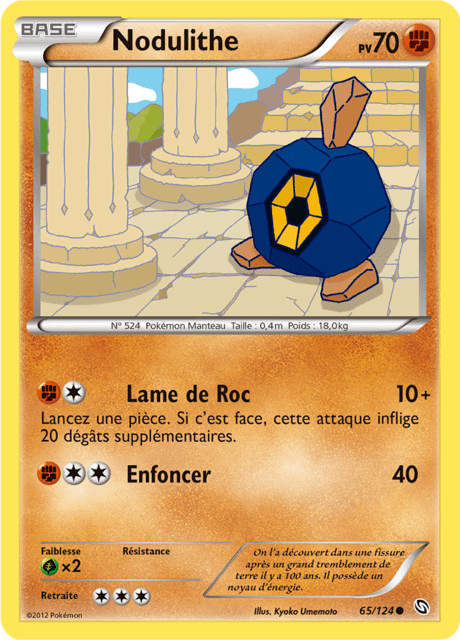 BASE
Nodulithe
PV70
N° 524 Pokémon Manteau Taille : 0,4m Poids : 18,0kg
Lame de Roc 10+
Lancez une pièce. Si c'est face, cette attaque inflige
20 dégâts supplémentaires.
Enfoncer 40
Faiblesse Résistance
×2
Retraite
On l'a découvert dans une fissure
après un grand tremblement de
terre il y a 100 ans. Il possède un
noyau d'énergie.
©2012 Pokémon
Illus. Kyoko Umemoto 65/124